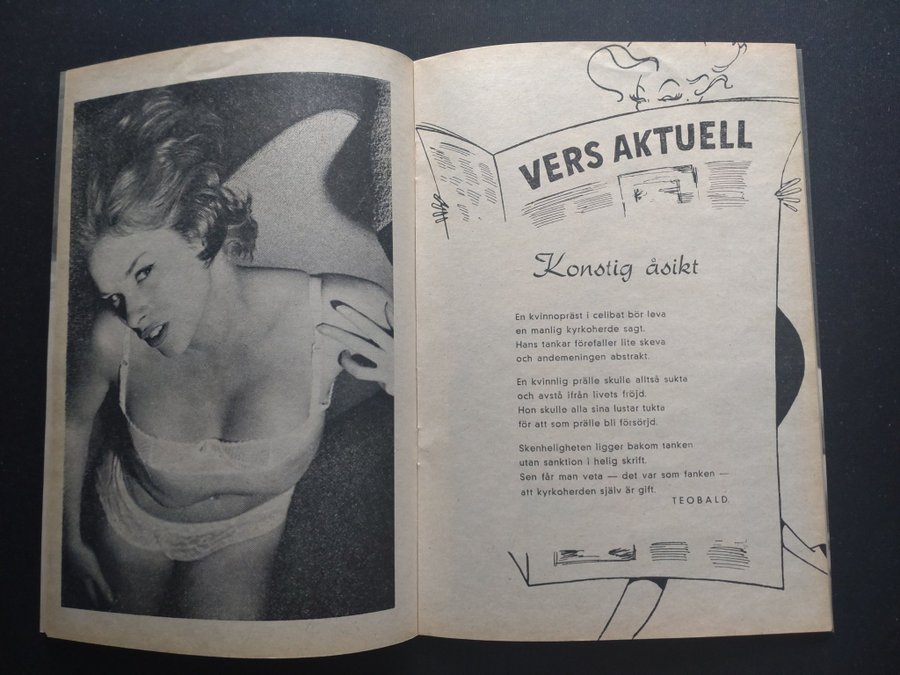 VERS AKTUELL
Konstig åsikt
En kvinnopräst i celibat bör leva
en manlig kyrkoherde sagt.
Hans tankar förefaller lite skeva
och andemeningen abstrakt.
En kvinnlig prälle skulle alltså sukta
och avstå ifrån livets fröjd.
Hon skulle alla sina lustar tukta
för att som prälle bli försörjd.
Skenheligheten ligger bakom tanken
utan sanktion i helig skrift.
Sen får man veta — det var som fanken —
att kyrkoherden själv är gift.
TEOBALD.